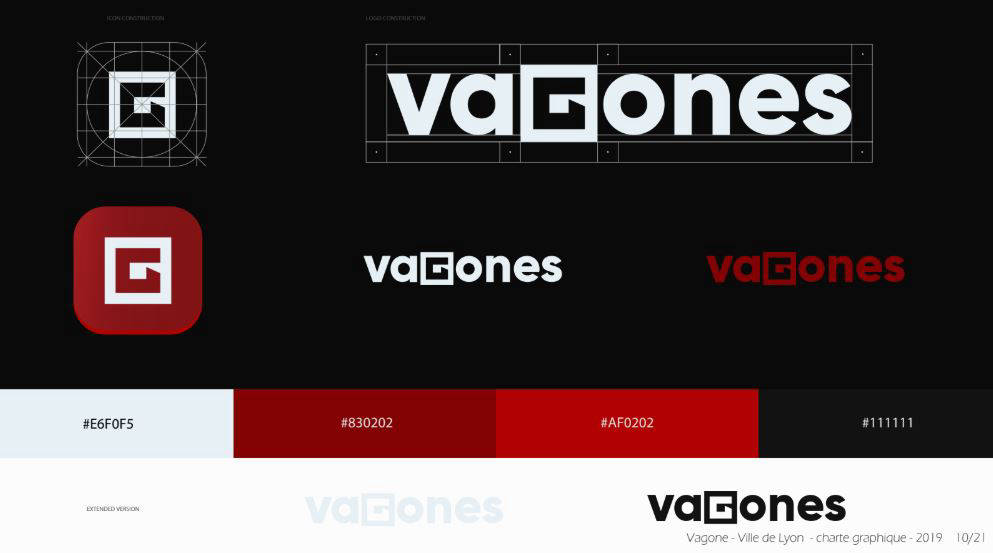 ICON CONSTRUCTION
LOGO CONSTRUCTION
vaGones
vaGones
vaGones
#E6F0F5
#830202
#AF0202
#111111
EXTENDED VERSION
vaGones
vaGones
Vagone - Ville de Lyon - charte graphique - 2019 10/21